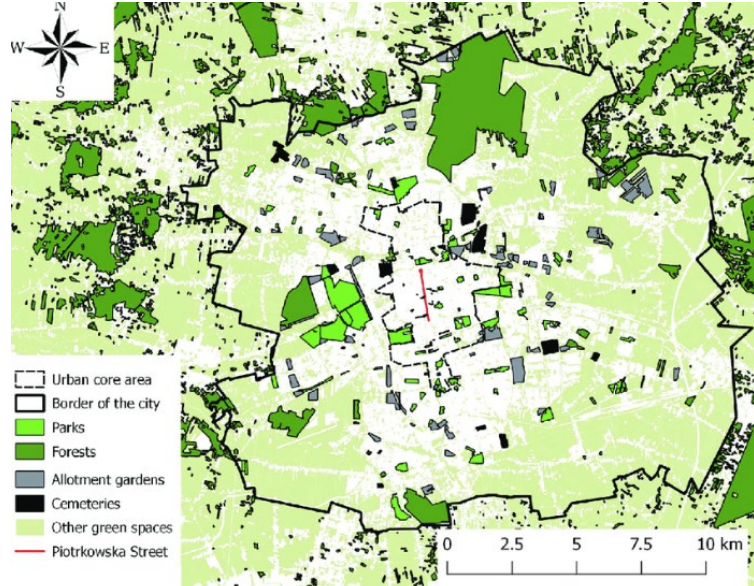 N
W E
S
Urban core area
Border of the city
Parks
Forests
Allotment gardens
Cemeteries
Other green spaces
Piotrkowska Street
0 2.5 5 7.5 10 km